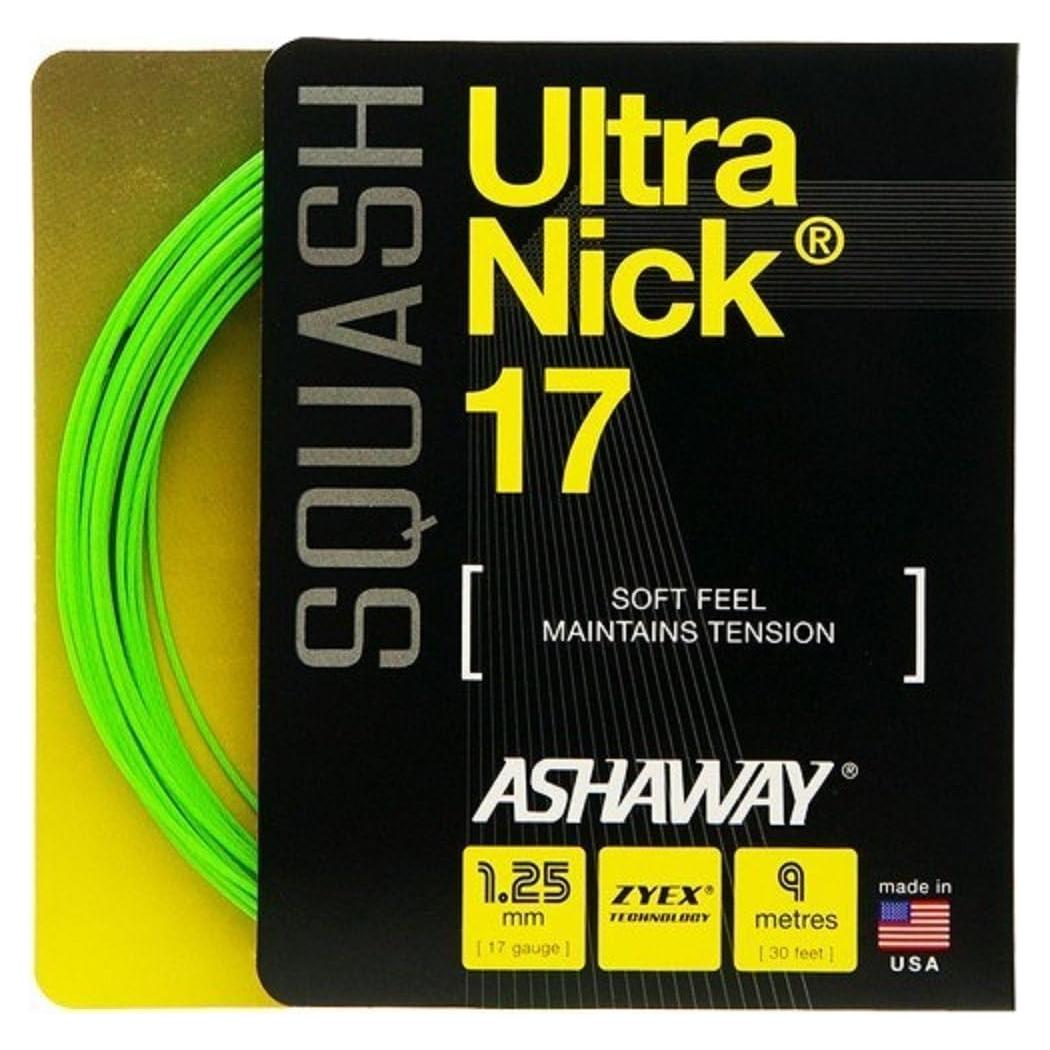 SQUASH
Ultra
Nick®
17
[ SOFT FEEL
MAINTAINS TENSION ]
ASHAWAY®
1.25
mm
[ 17 gauge ]
ZYEX®
TECHNOLOGY
9
metres
[ 30 feet ]
made in
USA